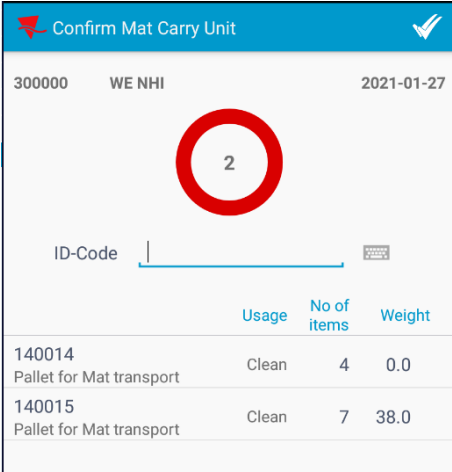 Confirm Mat Carry Unit
300000 WE NHI 2021-01-27
2
ID-Code
Usage No of items Weight
140014
Pallet for Mat transport Clean 4 0.0
140015
Pallet for Mat transport Clean 7 38.0